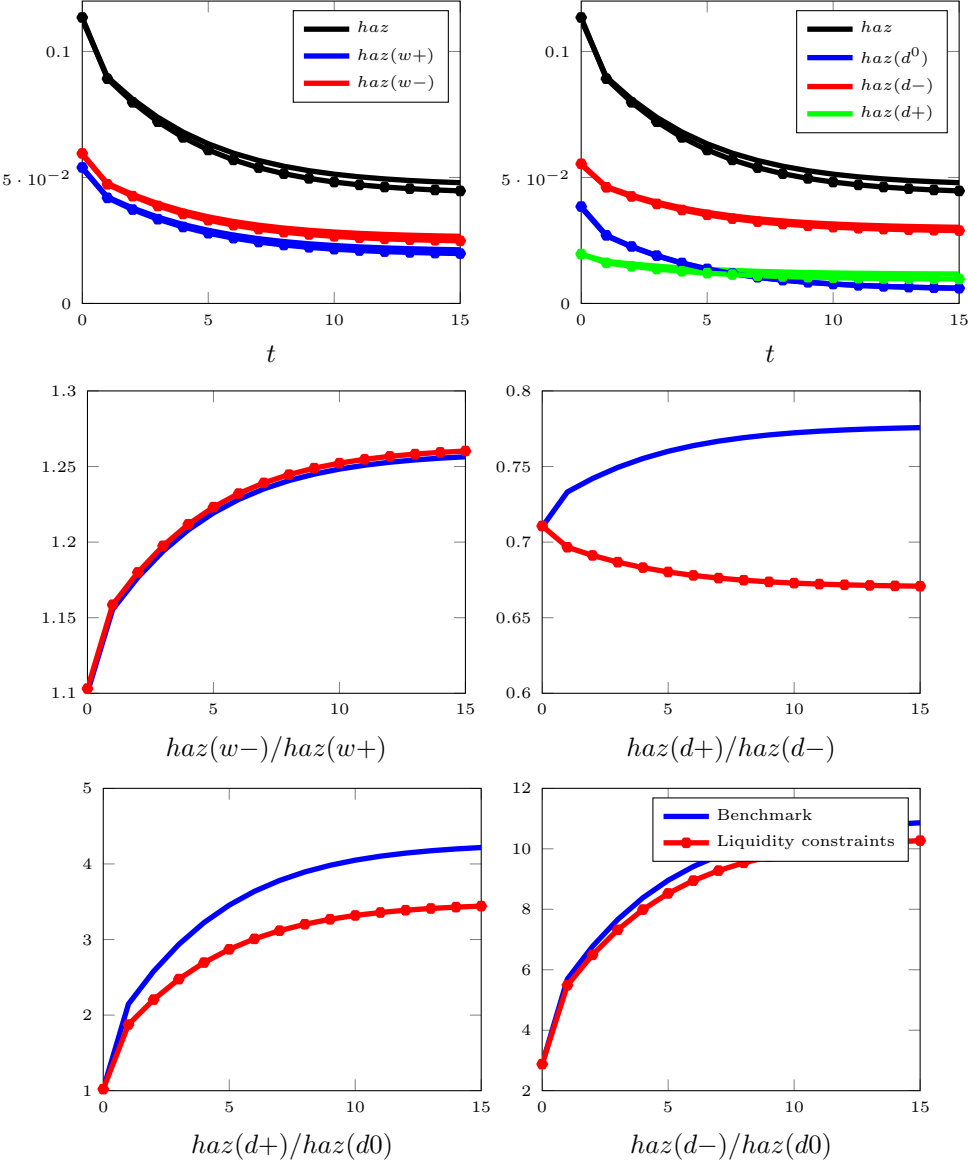 0.1
5 · 10−2
0
0 5 10 15
t
haz
haz(w+)
haz(w−)
0.1
5 · 10−2
0
0 5 10 15
t
haz
haz(d0)
haz(d−)
haz(d+)
1.3
1.25
1.2
1.15
1.1
0 5 10 15
haz(w−)/haz(w+)
0.8
0.75
0.7
0.65
0.6
0 5 10 15
haz(d+)/haz(d−)
5
4
3
2
1
0 5 10 15
haz(d+)/haz(d0)
12
10
8
6
4
2
0 5 10 15
Benchmark
Liquidity constraints
haz(d−)/haz(d0)